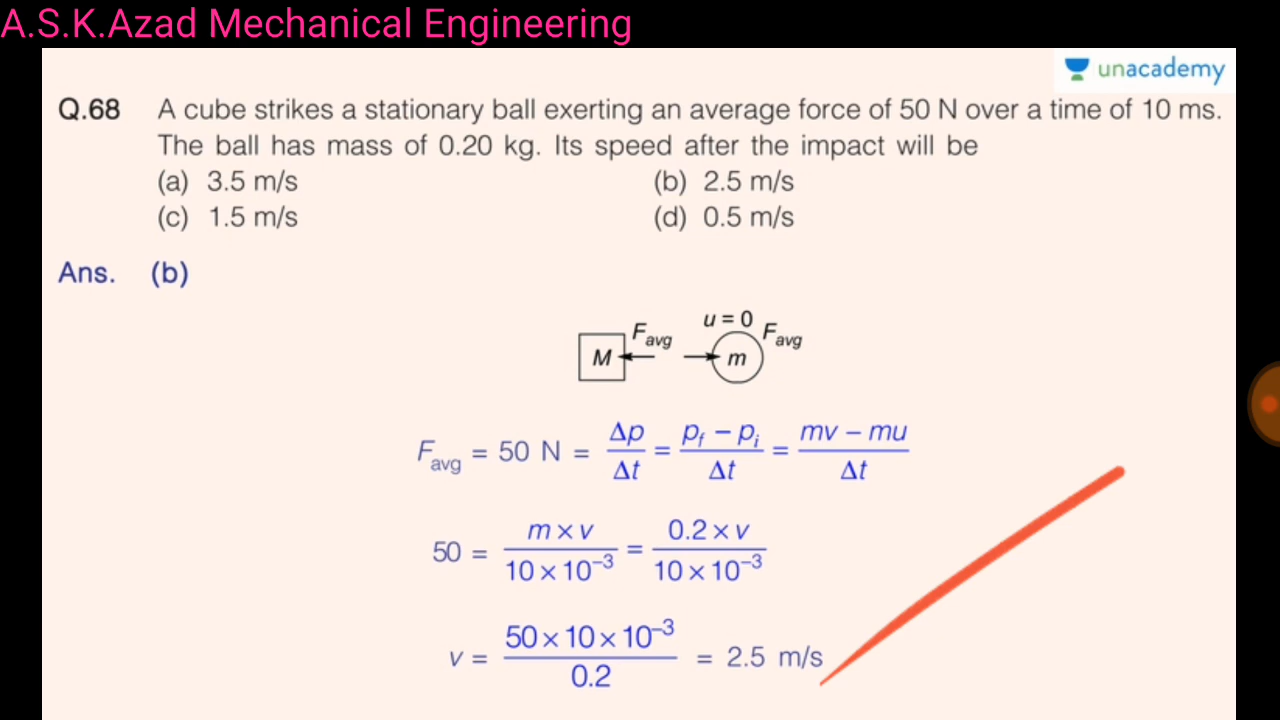 A.S.K.Azad Mechanical Engineering
unacademy
Q.68 A cube strikes a stationary ball exerting an average force of 50 N over a time of 10 ms.
The ball has mass of 0.20 kg. Its speed after the impact will be
(a) 3.5 m/s (b) 2.5 m/s
(c) 1.5 m/s (d) 0.5 m/s
Ans. (b)
u = 0
F_avg F_avg
M m
F_avg = 50 N = Δp/Δt = (p_f − p_i)/Δt = (mv − mu)/Δt
50 = (m × v)/(10 × 10⁻³) = (0.2 × v)/(10 × 10⁻³)
v = (50 × 10 × 10⁻³)/0.2 = 2.5 m/s